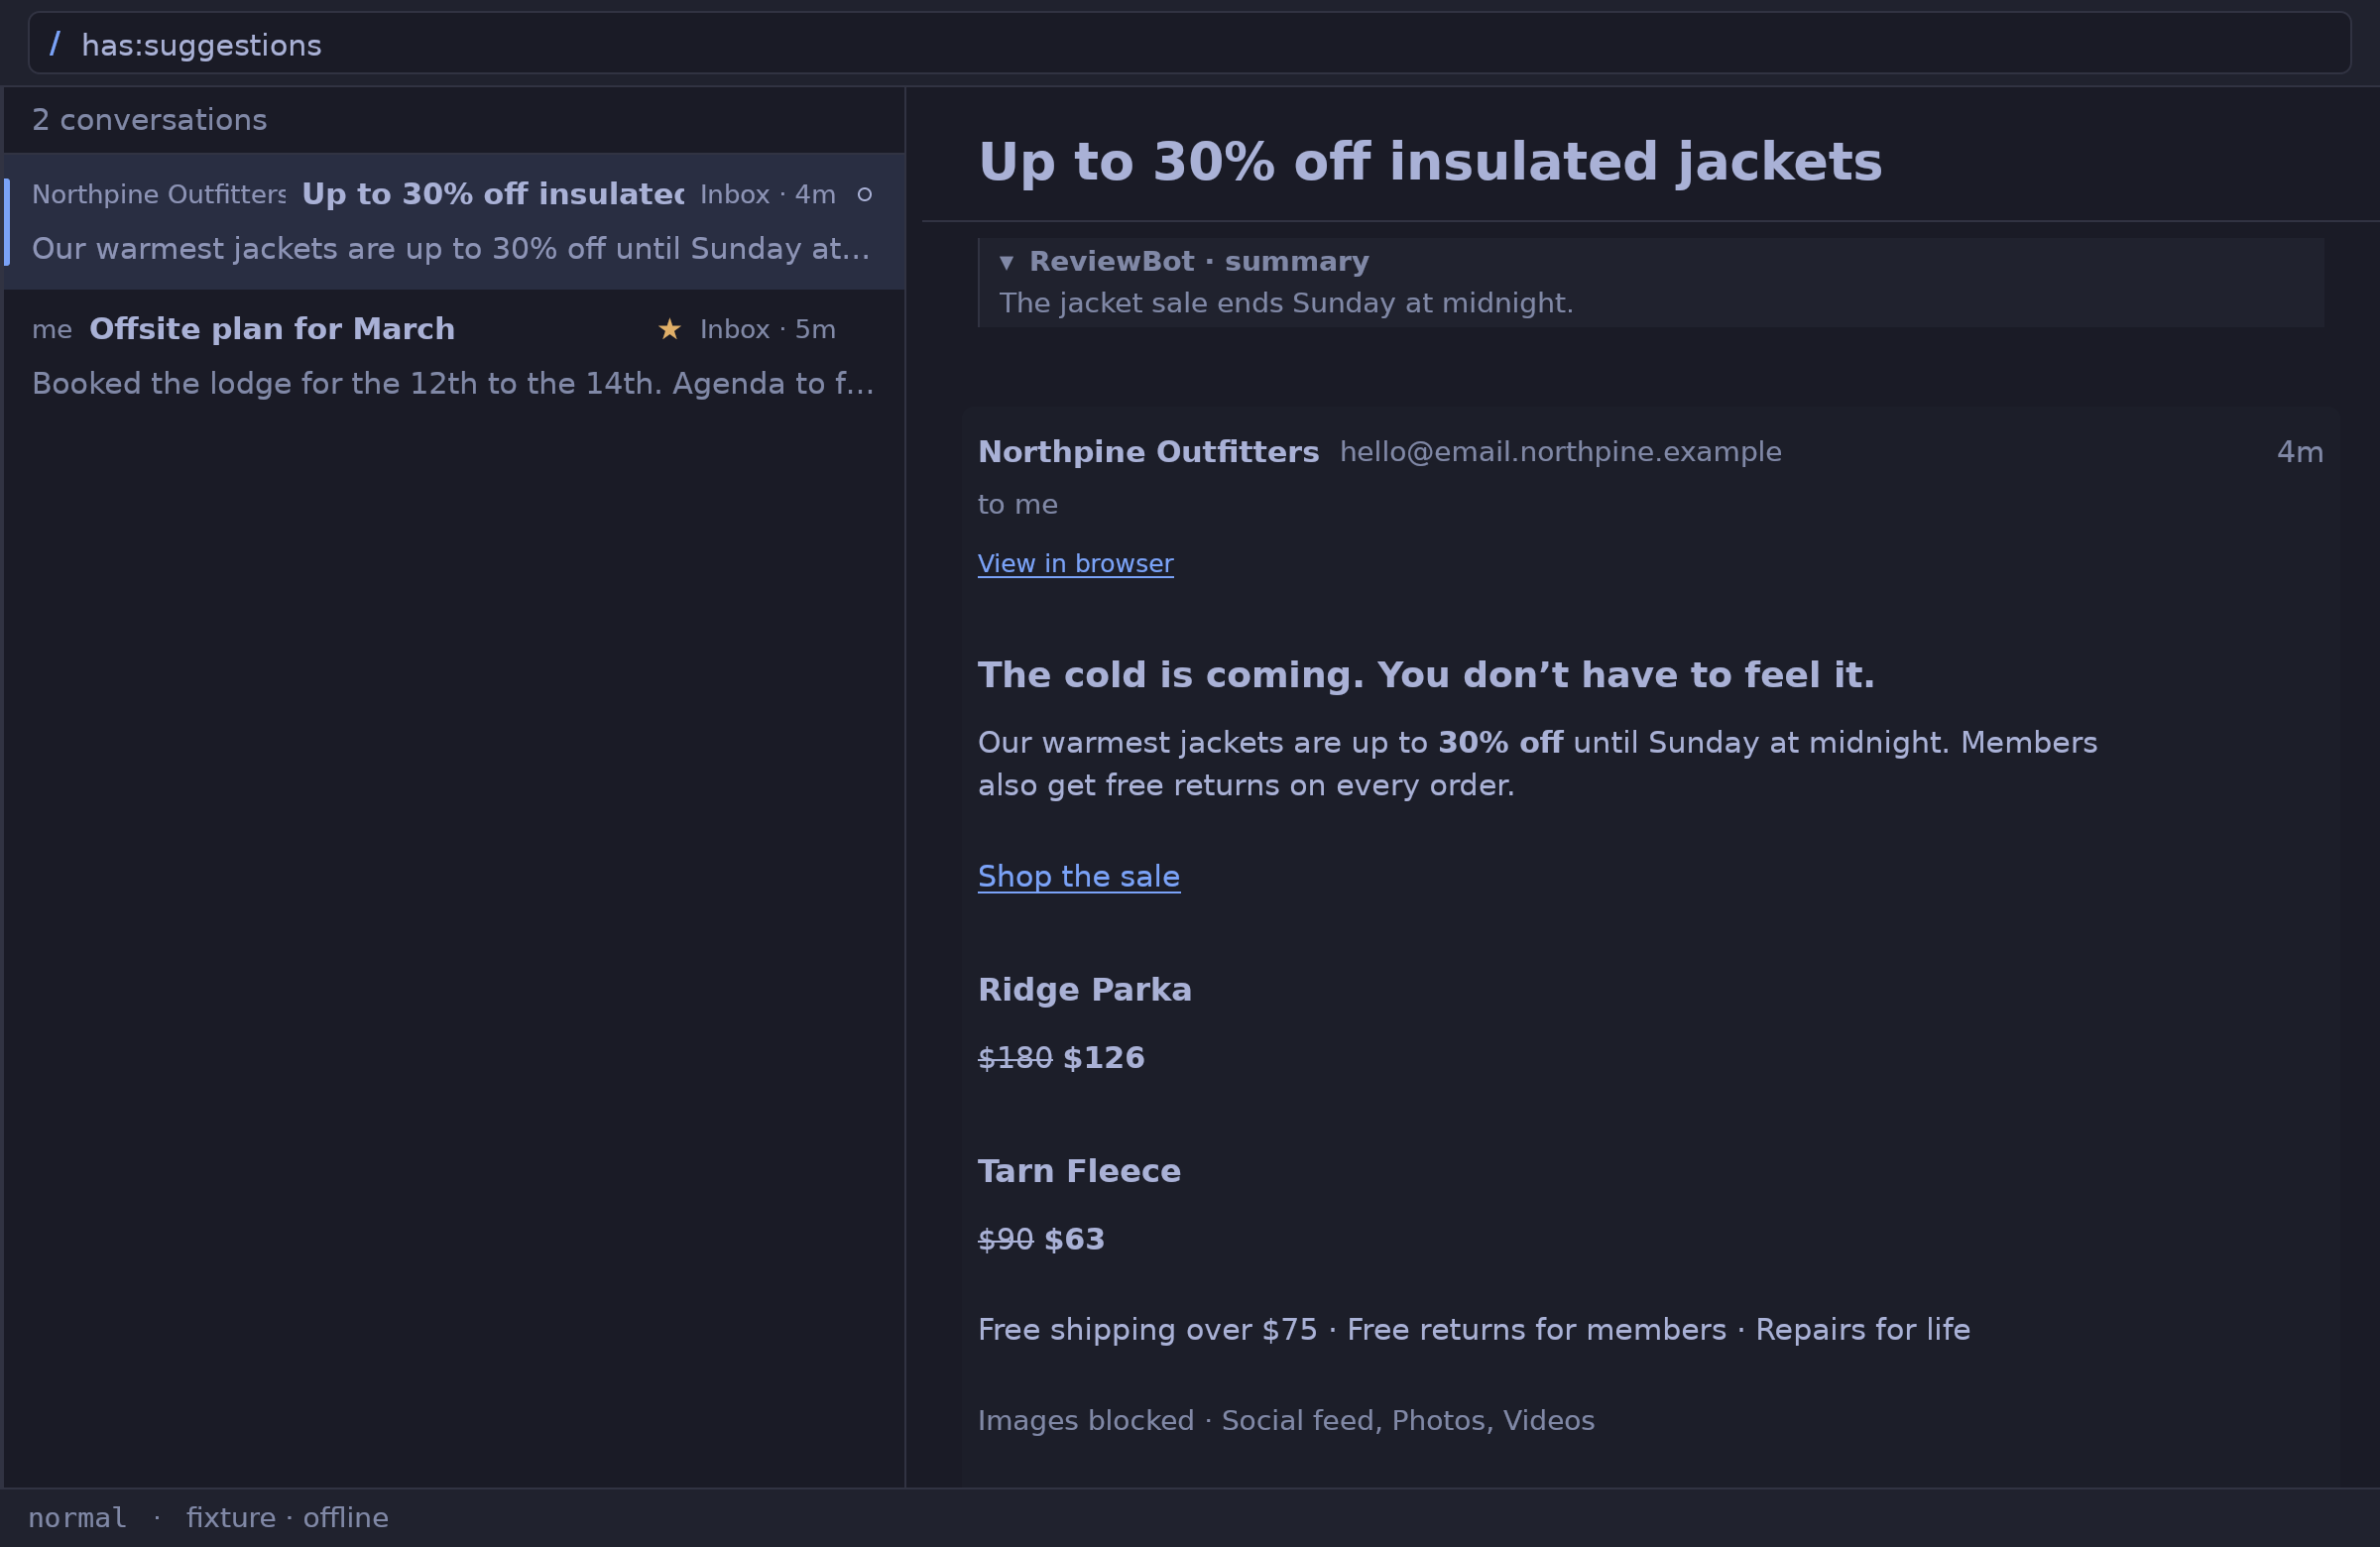 / has:suggestions
2 conversations
Northpine Outfitters Up to 30% off insulated Inbox · 4m
Our warmest jackets are up to 30% off until Sunday at…
me Offsite plan for March ★ Inbox · 5m
Booked the lodge for the 12th to the 14th. Agenda to f…
Up to 30% off insulated jackets
▾ ReviewBot · summary
The jacket sale ends Sunday at midnight.
Northpine Outfitters hello@email.northpine.example 4m
to me
View in browser
The cold is coming. You don’t have to feel it.
Our warmest jackets are up to 30% off until Sunday at midnight. Members
also get free returns on every order.
Shop the sale
Ridge Parka
$180 $126
Tarn Fleece
$90 $63
Free shipping over $75 · Free returns for members · Repairs for life
Images blocked · Social feed, Photos, Videos
normal · fixture · offline